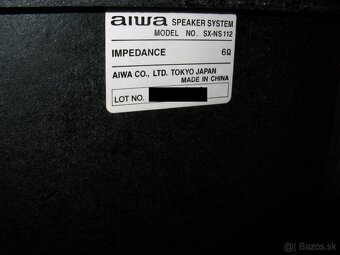 aiwa SPEAKER SYSTEM
MODEL NO. SX-NS112
IMPEDANCE 6Ω
AIWA CO., LTD. TOKYO JAPAN
MADE IN CHINA
LOT NO.
© Bazos.sk